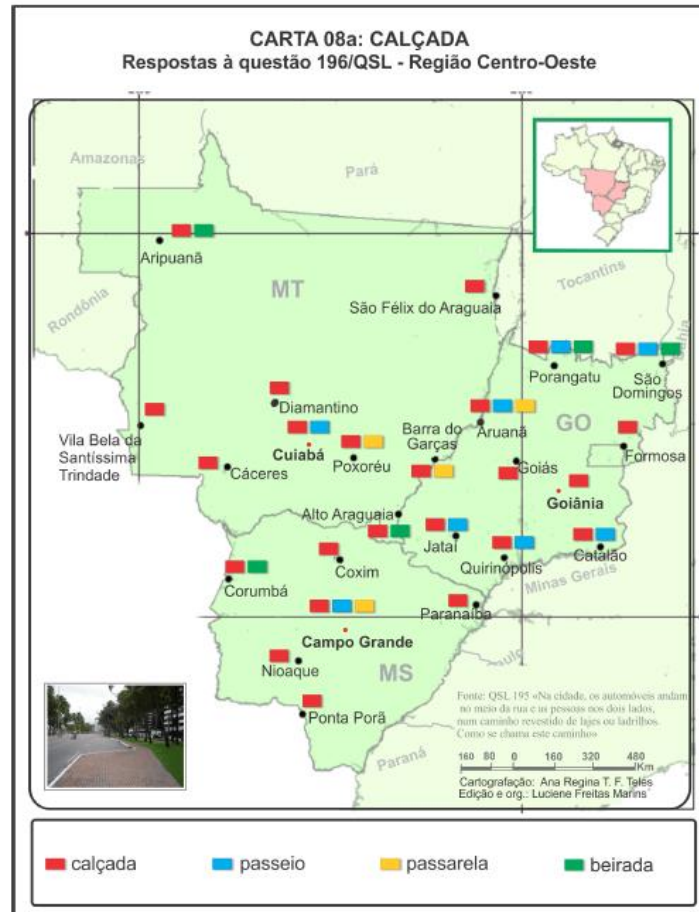 CARTA 08a: CALÇADA
Respostas à questão 196/QSL - Região Centro-Oeste
Amazonas
Pará
Aripuanã
MT
Tocantins
Rondônia
São Félix do Araguaia
Bahia
Porangatu
São
Domingos
Diamantino
Vila Bela da
Santíssima
Trindade
Cuiabá
Barra do
Garças
Aruanã
GO
Poxoréu
Formosa
Cáceres
Goiás
Goiânia
Alto Araguaia
Jataí
Quirinópolis
Catalão
Coxim
Minas Gerais
Corumbá
Paranaíba
Campo Grande
Nioaque
MS
Paulo
Ponta Porã
Paraná
Fonte: QSL 195 «Na cidade, os automóveis andam
no meio da rua e as pessoas nos dois lados,
num caminho revestido de lajes ou ladrilhos.
Como se chama este caminho»
160 80 0 160 320 480
Km
Cartografação: Ana Regina T. F. Teles
Edição e org.: Luciene Freitas Marins
calçada
passeio
passarela
beirada